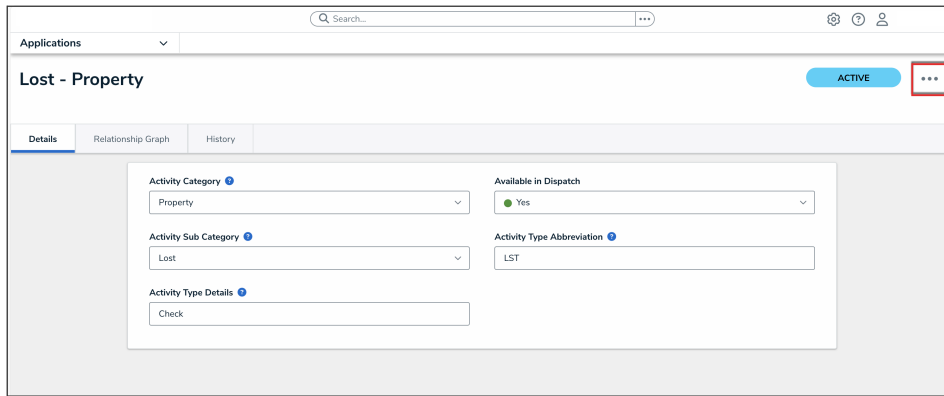 Search...
Applications
Lost - Property
ACTIVE
Details Relationship Graph History
Activity Category
Available in Dispatch
Property
Yes
Activity Sub Category
Activity Type Abbreviation
Lost
LST
Activity Type Details
Check